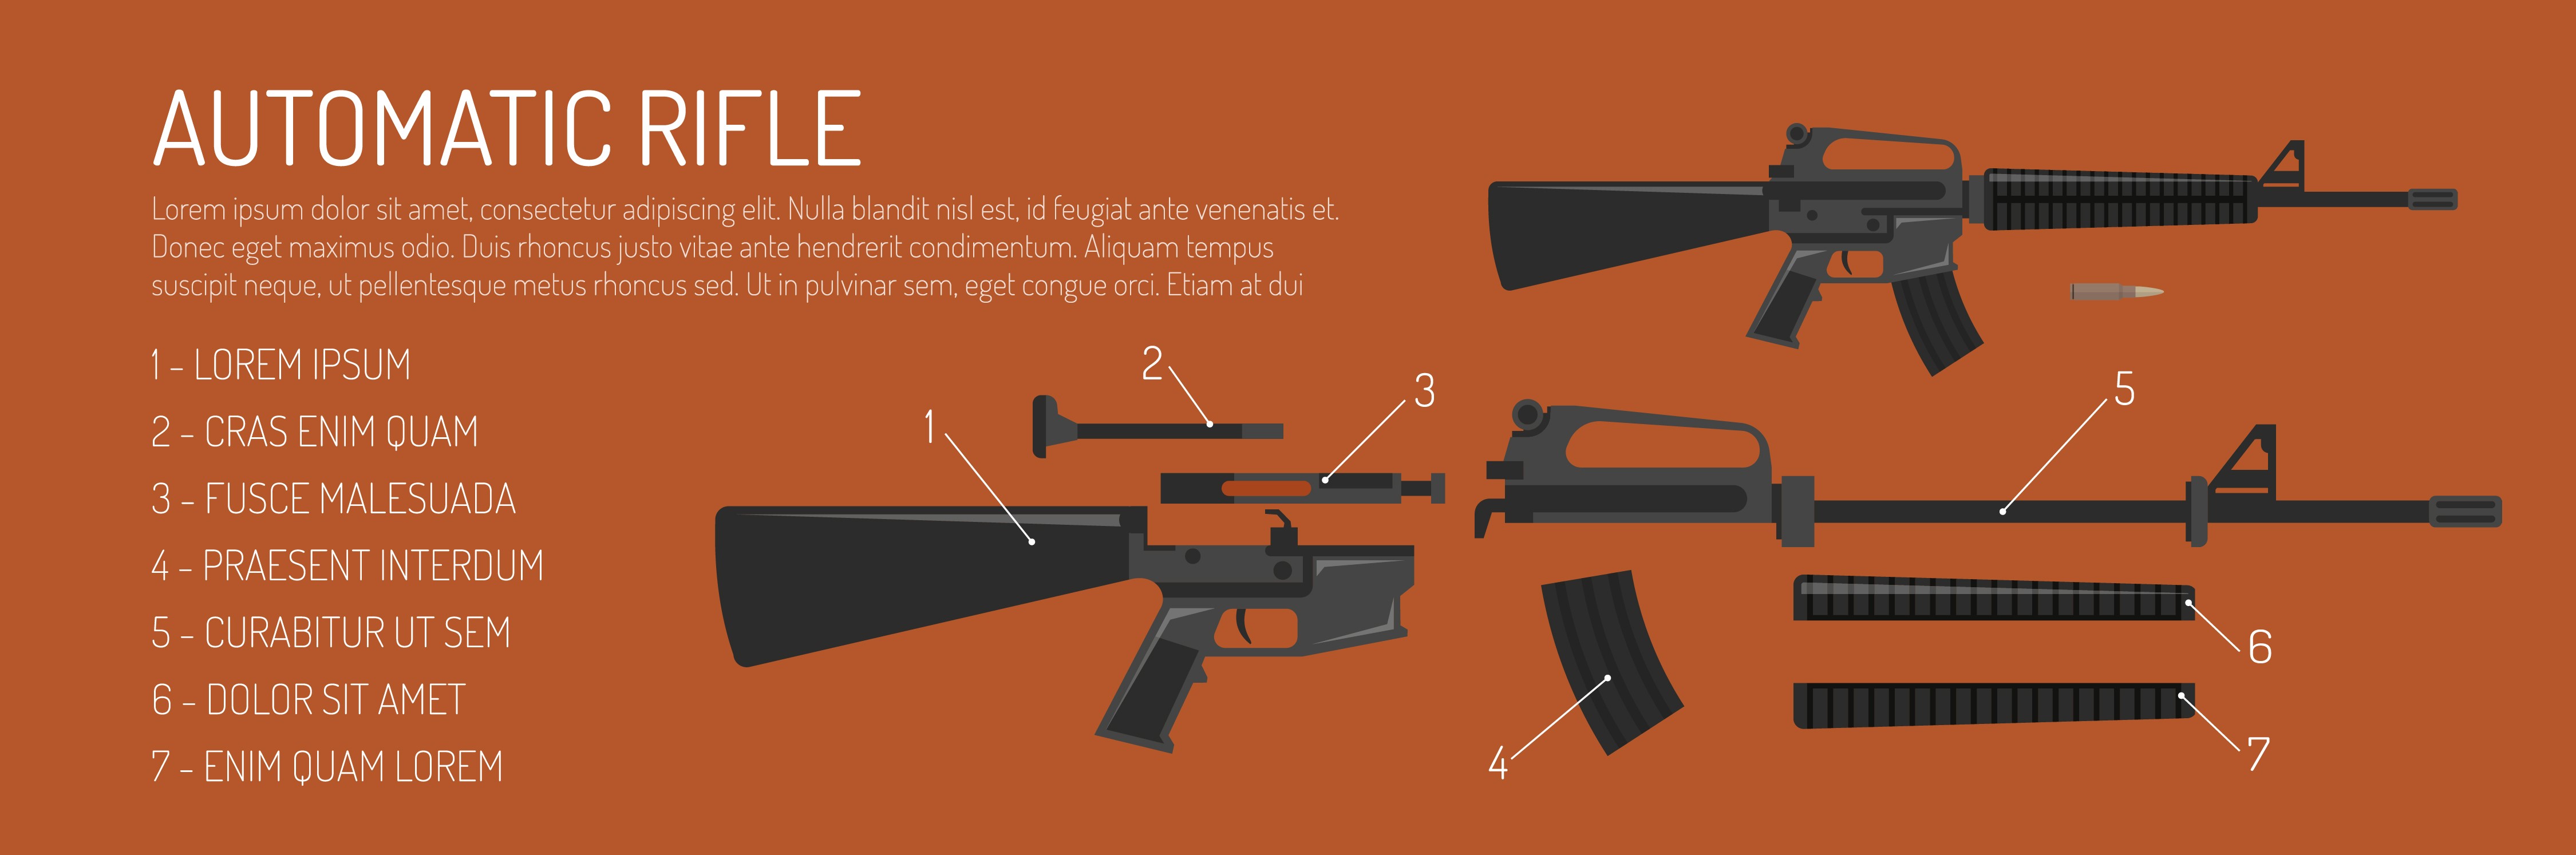 AUTOMATIC RIFLE
Lorem ipsum dolor sit amet, consectetur adipiscing elit. Nulla blandit nisl est, id feugiat ante venenatis et.
Donec eget maximus odio. Duis rhoncus justo vitae ante hendrerit condimentum. Aliquam tempus
suscipit neque, ut pellentesque metus rhoncus sed. Ut in pulvinar sem, eget congue orci. Etiam at dui
1 - LOREM IPSUM
2 - CRAS ENIM QUAM
3 - FUSCE MALESUADA
4 - PRAESENT INTERDUM
5 - CURABITUR UT SEM
6 - DOLOR SIT AMET
7 - ENIM QUAM LOREM
1
2
3
4
5
6
7